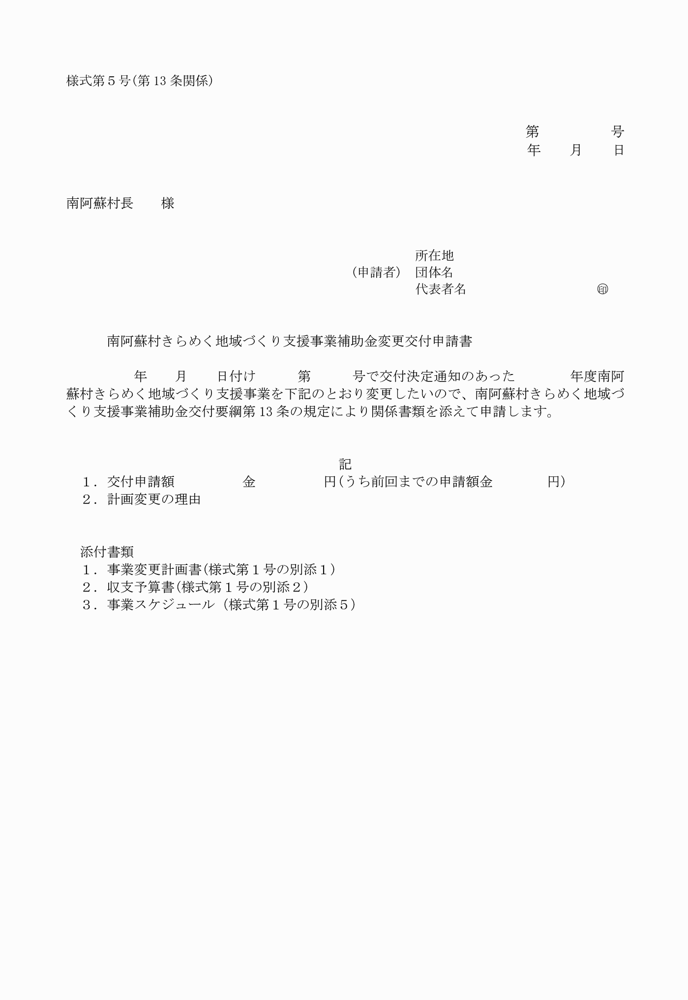 様式第５号(第 13 条関係)
第　　　　　号
年　　月　　日
南阿蘇村長　　様
所在地
(申請者)　団体名
代表者名　　　　　　　　　　㊞
南阿蘇村きらめく地域づくり支援事業補助金変更交付申請書
年　　月　　日付け　　　第　　　号で交付決定通知のあった　　　　年度南阿
蘇村きらめく地域づくり支援事業を下記のとおり変更したいので、南阿蘇村きらめく地域づ
くり支援事業補助金交付要綱第 13 条の規定により関係書類を添えて申請します。
記
１．交付申請額　　　　　金　　　　　円(うち前回までの申請額金　　　　円)
２．計画変更の理由
添付書類
１．事業変更計画書(様式第１号の別添１)
２．収支予算書(様式第１号の別添２)
３．事業スケジュール（様式第１号の別添５）